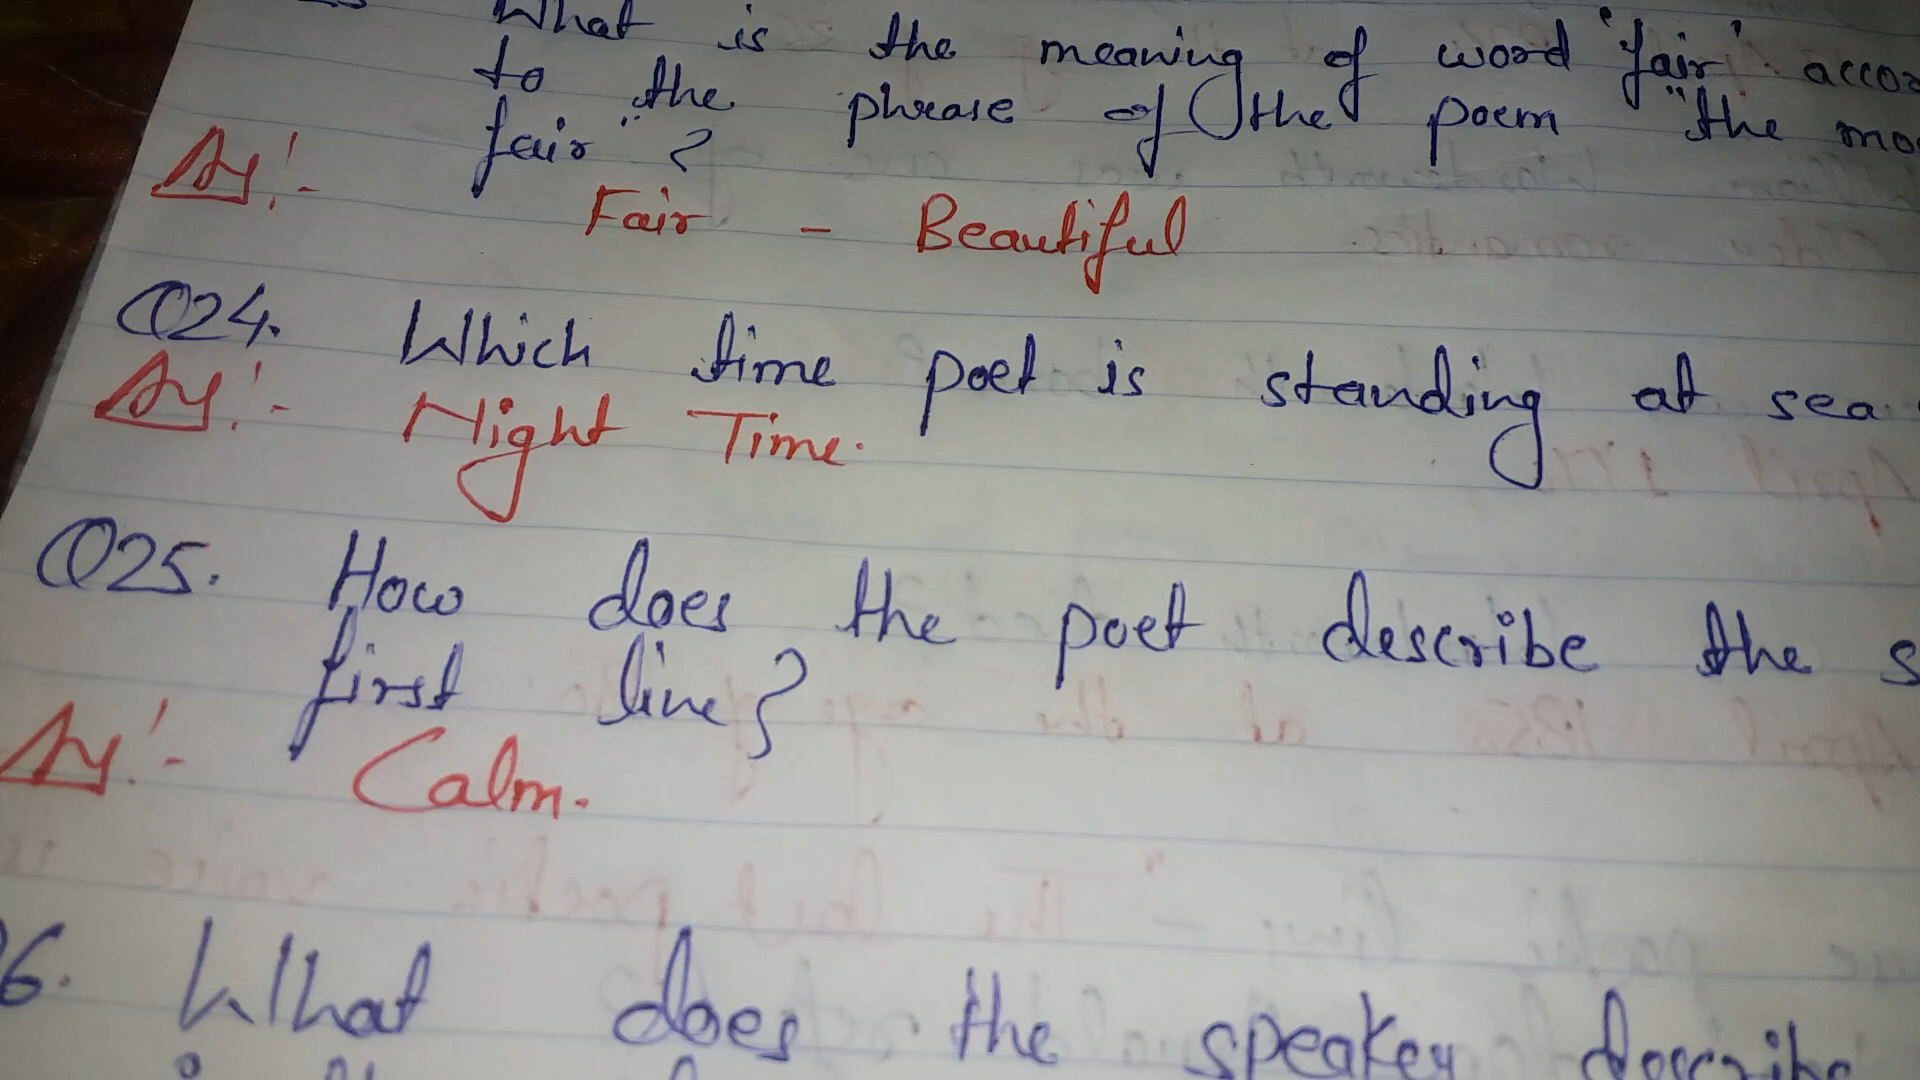 What is the meaning of word 'fair' accor
to the phrase of the poem "the mo
fair" ?
Ans:- Fair - Beautiful
Q24. Which time poet is standing at sea
Ans:- Night Time.
Q25. How does the poet describe the s
first line?
Ans:- Calm.
6. What does the speaker describe